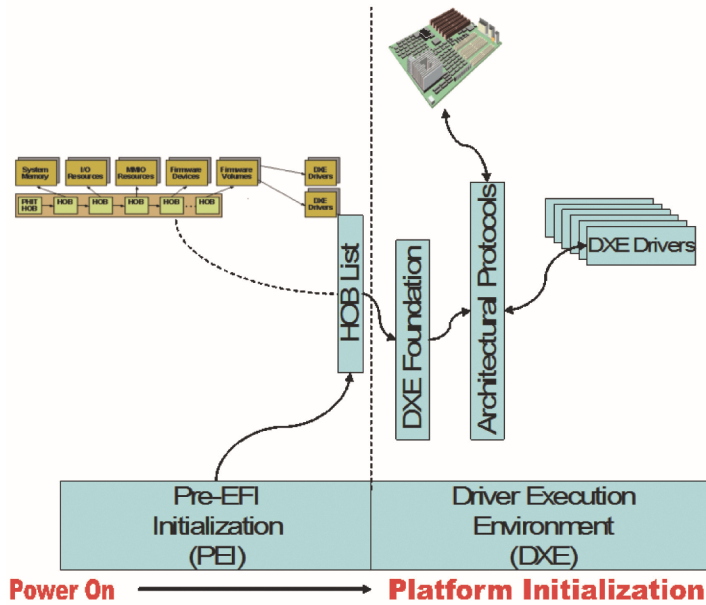 System
Memory
I/O
Resources
MMIO
Resources
Firmware
Devices
Firmware
Volumes
DXE
Drivers
PHIT
HOB
HOB
HOB
HOB
HOB
...
HOB
DXE
Drivers
HOB List
DXE Foundation
Architectural Protocols
DXE Drivers
Pre-EFI
Initialization
(PEI)
Driver Execution
Environment
(DXE)
Power On
Platform Initialization